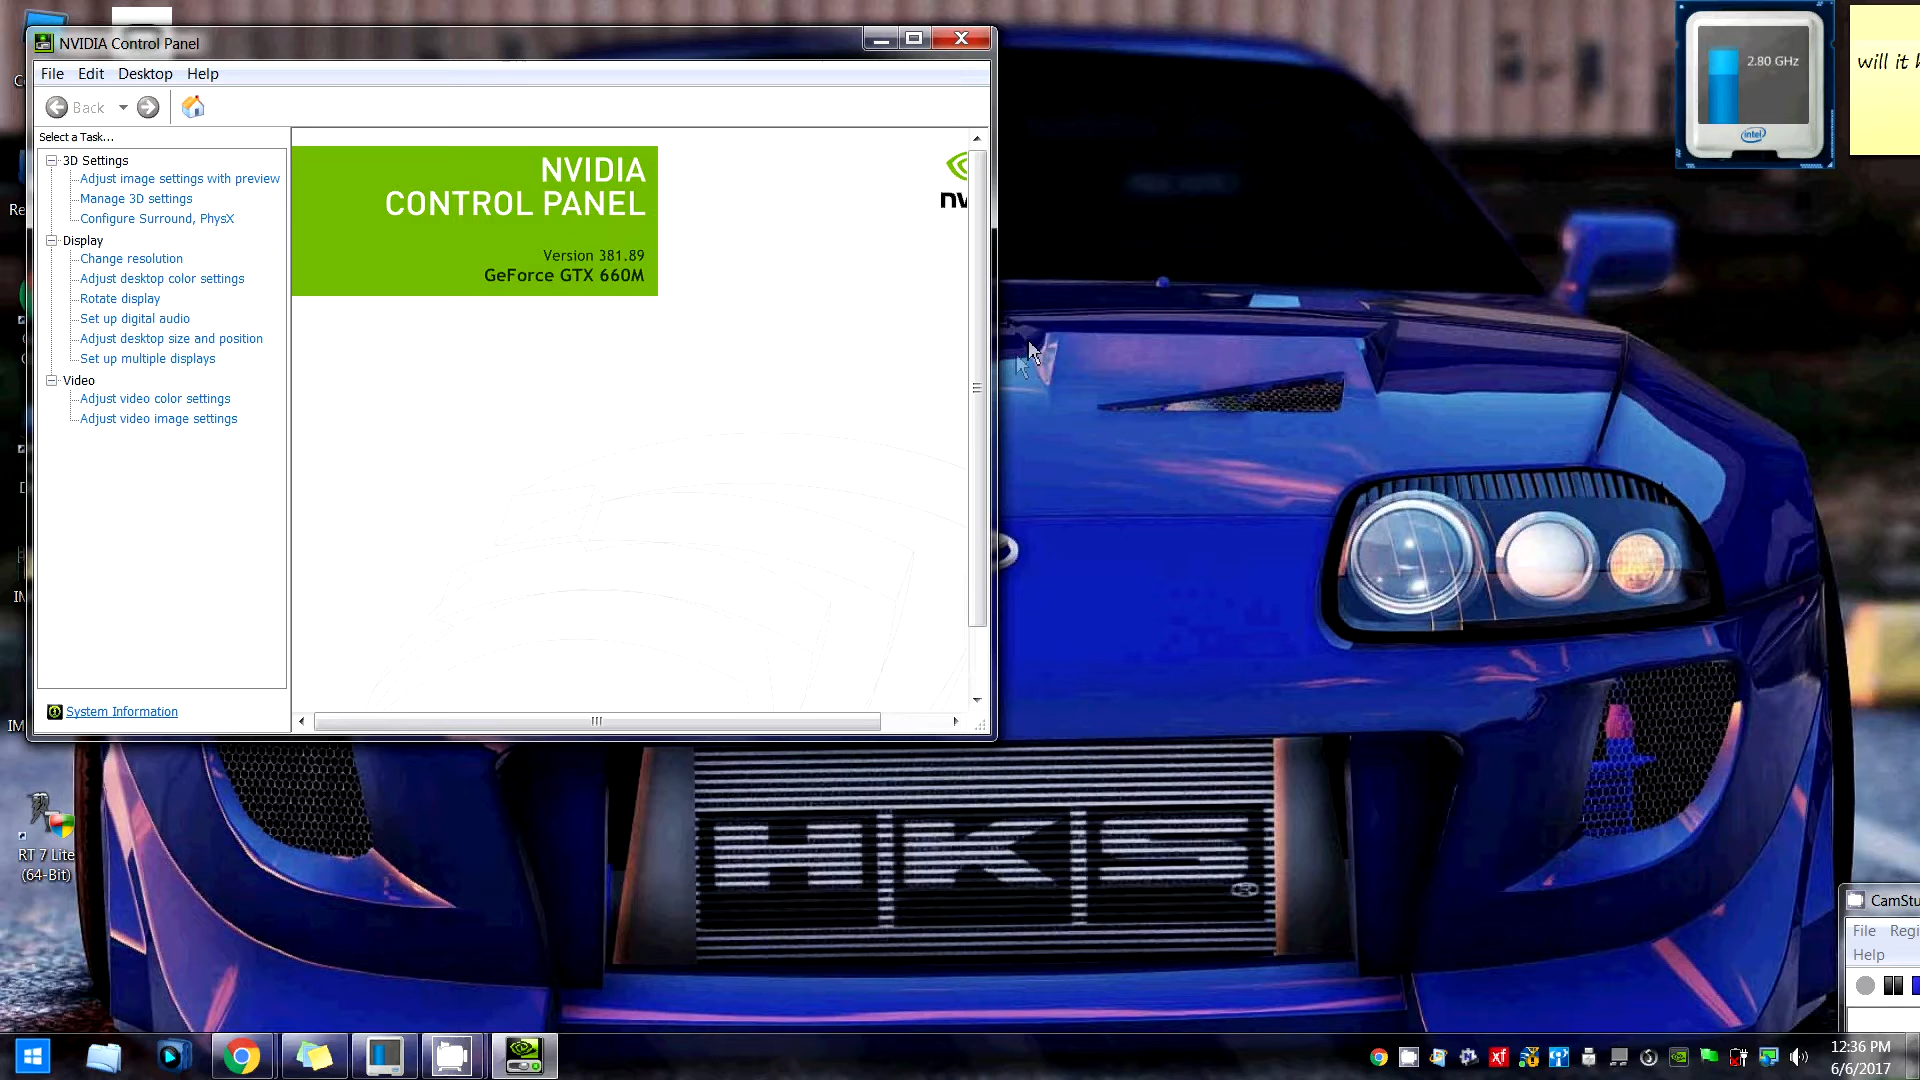 NVIDIA Control Panel
File Edit Desktop Help
Back
Select a Task...
3D Settings
Adjust image settings with preview
Manage 3D settings
Configure Surround, PhysX
Display
Change resolution
Adjust desktop color settings
Rotate display
Set up digital audio
Adjust desktop size and position
Set up multiple displays
Video
Adjust video color settings
Adjust video image settings
System Information
NVIDIA
CONTROL PANEL
Version 381.89
GeForce GTX 660M
2.80 GHz
intel
will it
HKS
RT 7 Lite
(64-Bit)
CamStu
File Regi
Help
xf
12:36 PM
6/6/2017